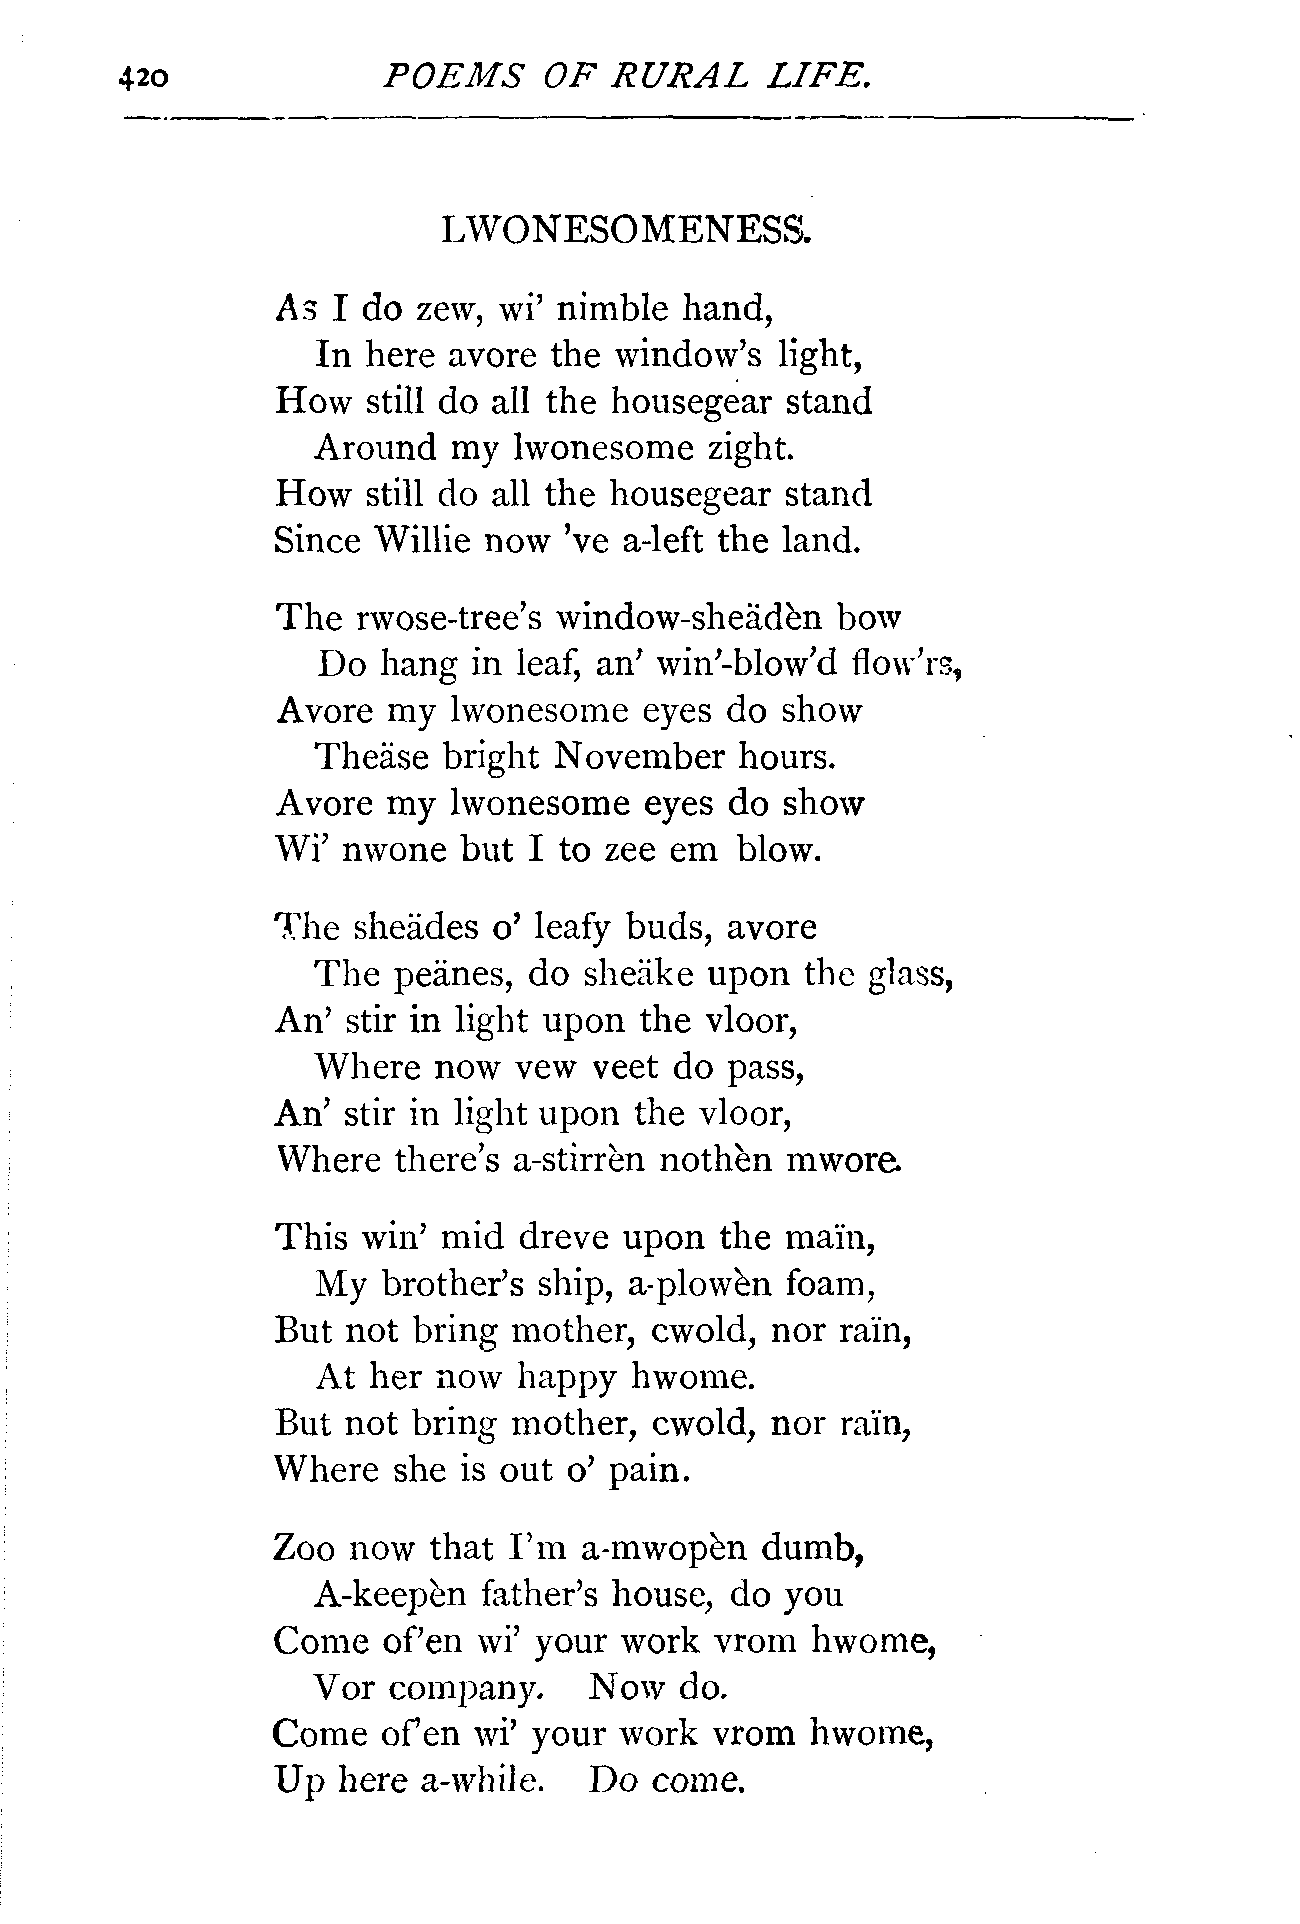 420 POEMS OF RURAL LIFE.
LWONESOMENESS.
As I do zew, wi' nimble hand,
In here avore the window's light,
How still do all the housegear stand
Around my lwonesome zight.
How still do all the housegear stand
Since Willie now 've a-left the land.
The rwose-tree's window-sheädèn bow
Do hang in leaf, an' win'-blow'd flow'rs,
Avore my lwonesome eyes do show
Theäse bright November hours.
Avore my lwonesome eyes do show
Wi' nwone but I to zee em blow.
The sheädes o' leafy buds, avore
The peänes, do sheäke upon the glass,
An' stir in light upon the vloor,
Where now vew veet do pass,
An' stir in light upon the vloor,
Where there's a-stirrèn nothèn mwore.
This win' mid dreve upon the maïn,
My brother's ship, a-plowèn foam,
But not bring mother, cwold, nor raïn,
At her now happy hwome.
But not bring mother, cwold, nor raïn,
Where she is out o' pain.
Zoo now that I'm a-mwopèn dumb,
A-keepèn father's house, do you
Come of'en wi' your work vrom hwome,
Vor company. Now do.
Come of'en wi' your work vrom hwome,
Up here a-while. Do come.